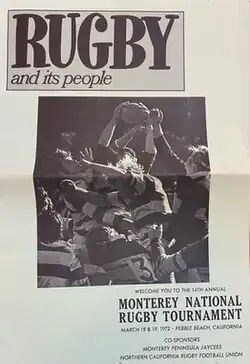 RUGBY
and its people
WELCOME YOU TO THE 14TH ANNUAL
MONTEREY NATIONAL
RUGBY TOURNAMENT
MARCH 18 & 19, 1972 - PEBBLE BEACH, CALIFORNIA
CO-SPONSORS
MONTEREY PENINSULA JAYCEES
NORTHERN CALIFORNIA RUGBY FOOTBALL UNION